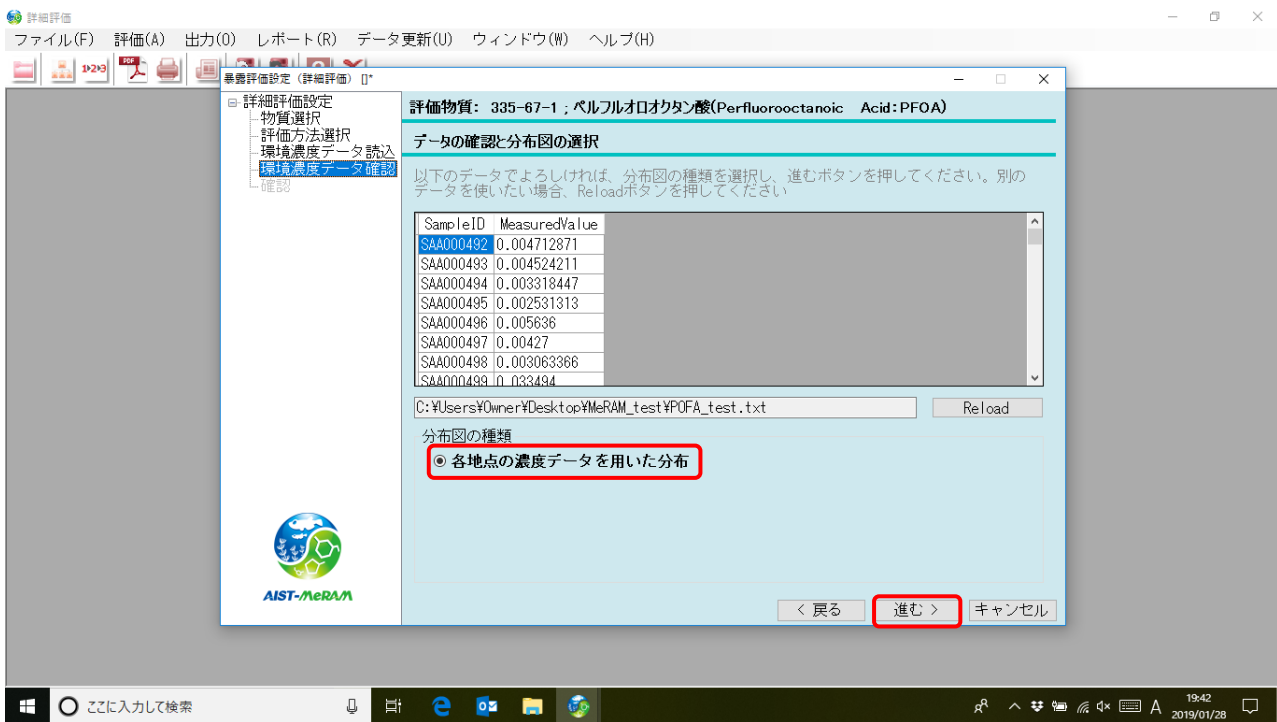 詳細評価
ファイル(F) 評価(A) 出力(O) レポート(R) データ更新(U) ウィンドウ(W) ヘルプ(H)
1▶2▶3 PDF
暴露評価設定（詳細評価） []*
詳細評価設定
物質選択
評価方法選択
環境濃度データ読込
環境濃度データ確認
確認
評価物質: 335-67-1 ; ペルフルオロオクタン酸(Perfluorooctanoic Acid:PFOA)
データの確認と分布図の選択
以下のデータでよろしければ、分布図の種類を選択し、進むボタンを押してください。別の
データを使いたい場合、Reloadボタンを押してください
SampleID MeasuredValue
SAA000492 0.004712871
SAA000493 0.004524211
SAA000494 0.003318447
SAA000495 0.002531313
SAA000496 0.005636
SAA000497 0.00427
SAA000498 0.003063366
SAA000499 0.033494
C:¥Users¥Owner¥Desktop¥MeRAM_test¥POFA_test.txt Reload
分布図の種類
各地点の濃度データを用いた分布
AIST-MeRAM
< 戻る 進む > キャンセル
ここに入力して検索
A 19:42
2019/01/28